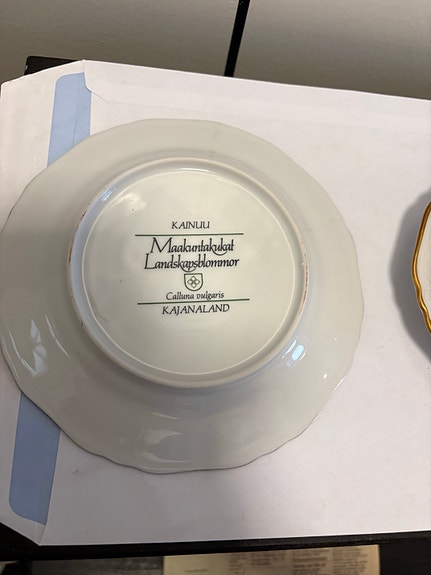 KAINUU
Maakuntakukat
Landskapsblommor
Calluna vulgaris
KAJANALAND